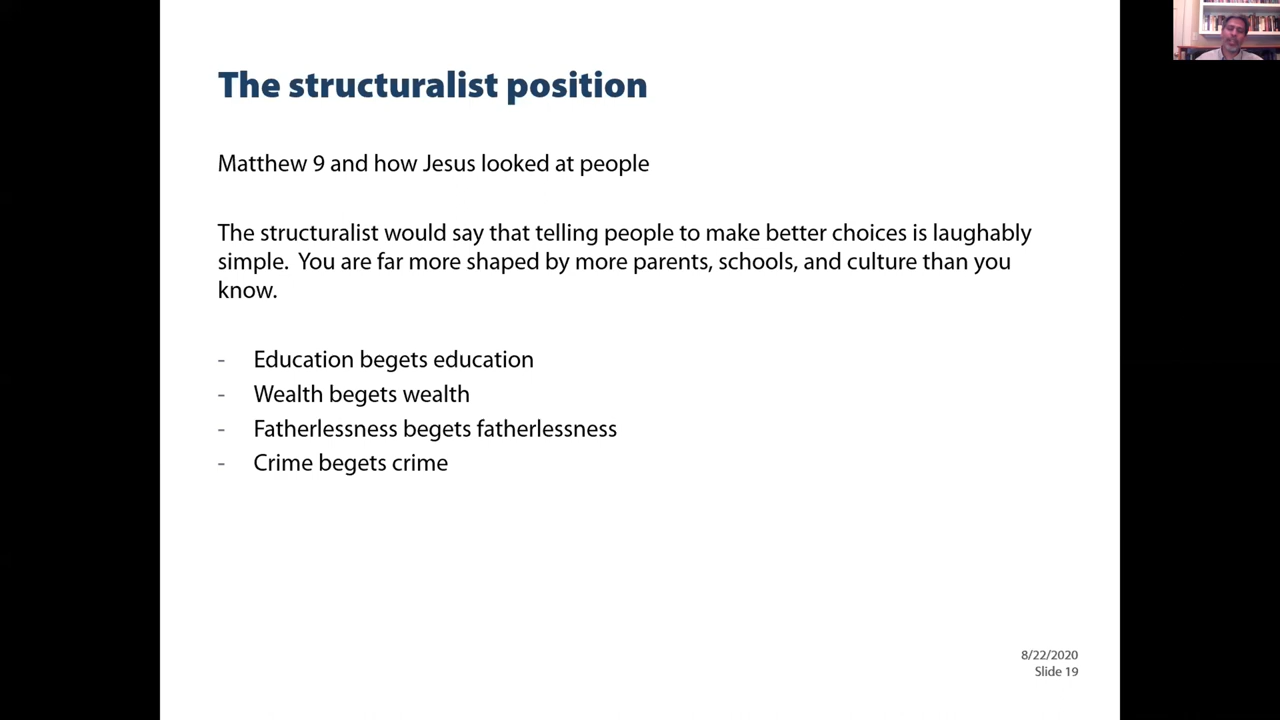 The structuralist position
Matthew 9 and how Jesus looked at people
The structuralist would say that telling people to make better choices is laughably
simple.  You are far more shaped by more parents, schools, and culture than you
know.
- Education begets education
- Wealth begets wealth
- Fatherlessness begets fatherlessness
- Crime begets crime
8/22/2020
Slide 19